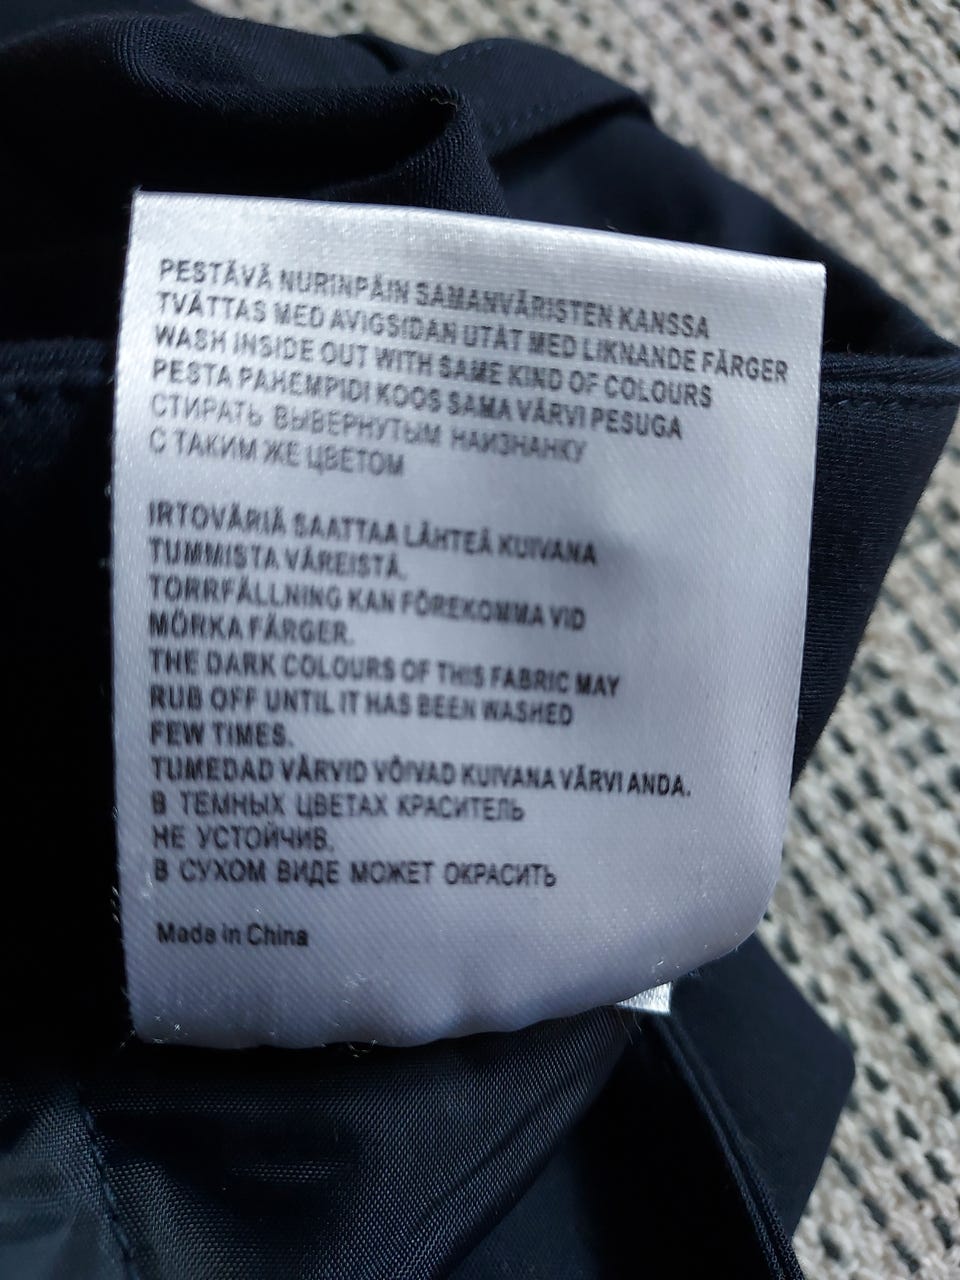 PESTÄVÄ NURINPÄIN SAMANVÄRISTEN KANSSA
TVÄTTAS MED AVIGSIDAN UTÅT MED LIKNANDE FÄRGER
WASH INSIDE OUT WITH SAME KIND OF COLOURS
PESTA PAHEMPIDI KOOS SAMA VÄRVI PESUGA
СТИРАТЬ ВЫВЕРНУТЫМ НАИЗНАНКУ
С ТАКИМ ЖЕ ЦВЕТОМ
IRTOVÄRIÄ SAATTAA LÄHTEÄ KUIVANA
TUMMISTA VÄREISTÄ.
TORRFÄLLNING KAN FÖREKOMMA VID
MÖRKA FÄRGER.
THE DARK COLOURS OF THIS FABRIC MAY
RUB OFF UNTIL IT HAS BEEN WASHED
FEW TIMES.
TUMEDAD VÄRVID VÕIVAD KUIVANA VÄRVI ANDA.
В ТЕМНЫХ ЦВЕТАХ КРАСИТЕЛЬ
НЕ УСТОЙЧИВ.
В СУХОМ ВИДЕ МОЖЕТ ОКРАСИТЬ
Made in China